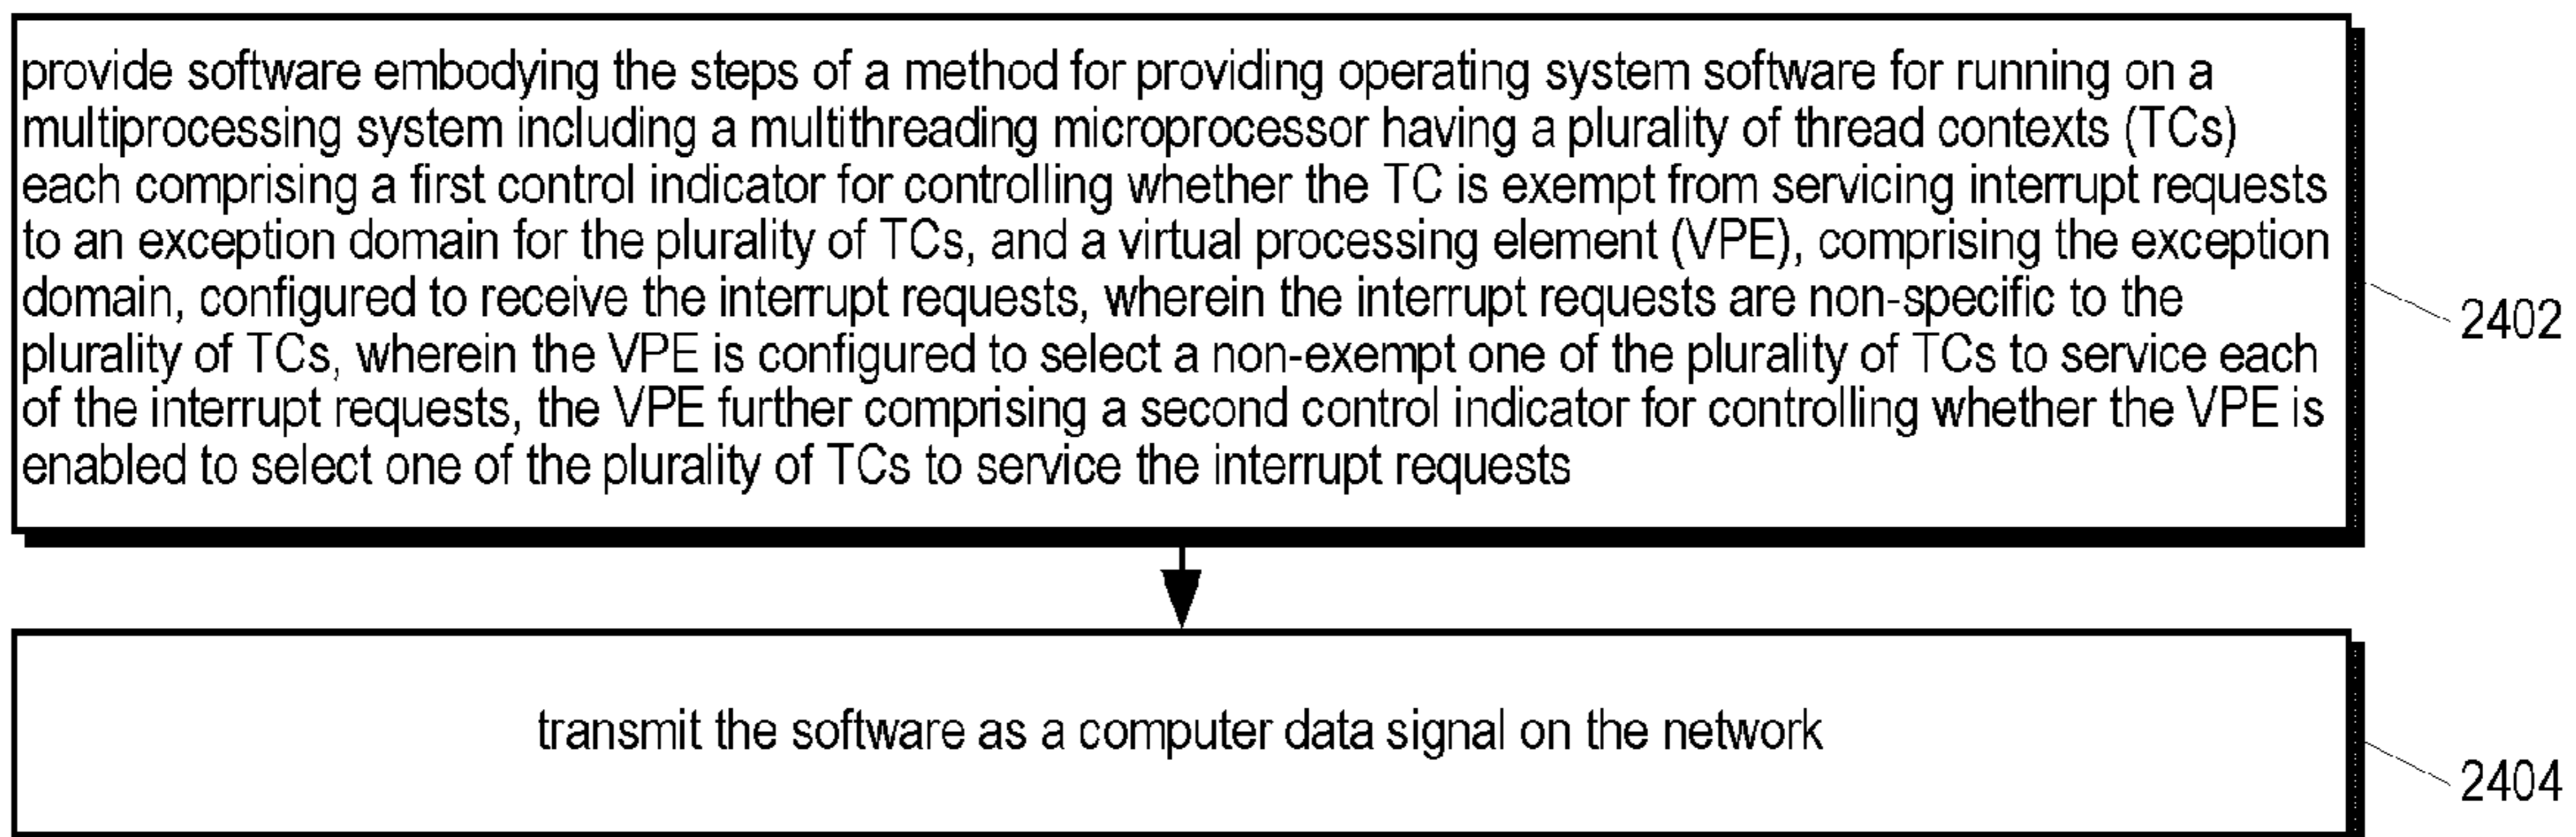 provide software embodying the steps of a method for providing operating system software for running on a
multiprocessing system including a multithreading microprocessor having a plurality of thread contexts (TCs)
each comprising a first control indicator for controlling whether the TC is exempt from servicing interrupt requests
to an exception domain for the plurality of TCs, and a virtual processing element (VPE), comprising the exception
domain, configured to receive the interrupt requests, wherein the interrupt requests are non-specific to the
plurality of TCs, wherein the VPE is configured to select a non-exempt one of the plurality of TCs to service each
of the interrupt requests, the VPE further comprising a second control indicator for controlling whether the VPE is
enabled to select one of the plurality of TCs to service the interrupt requests
2402
transmit the software as a computer data signal on the network
2404